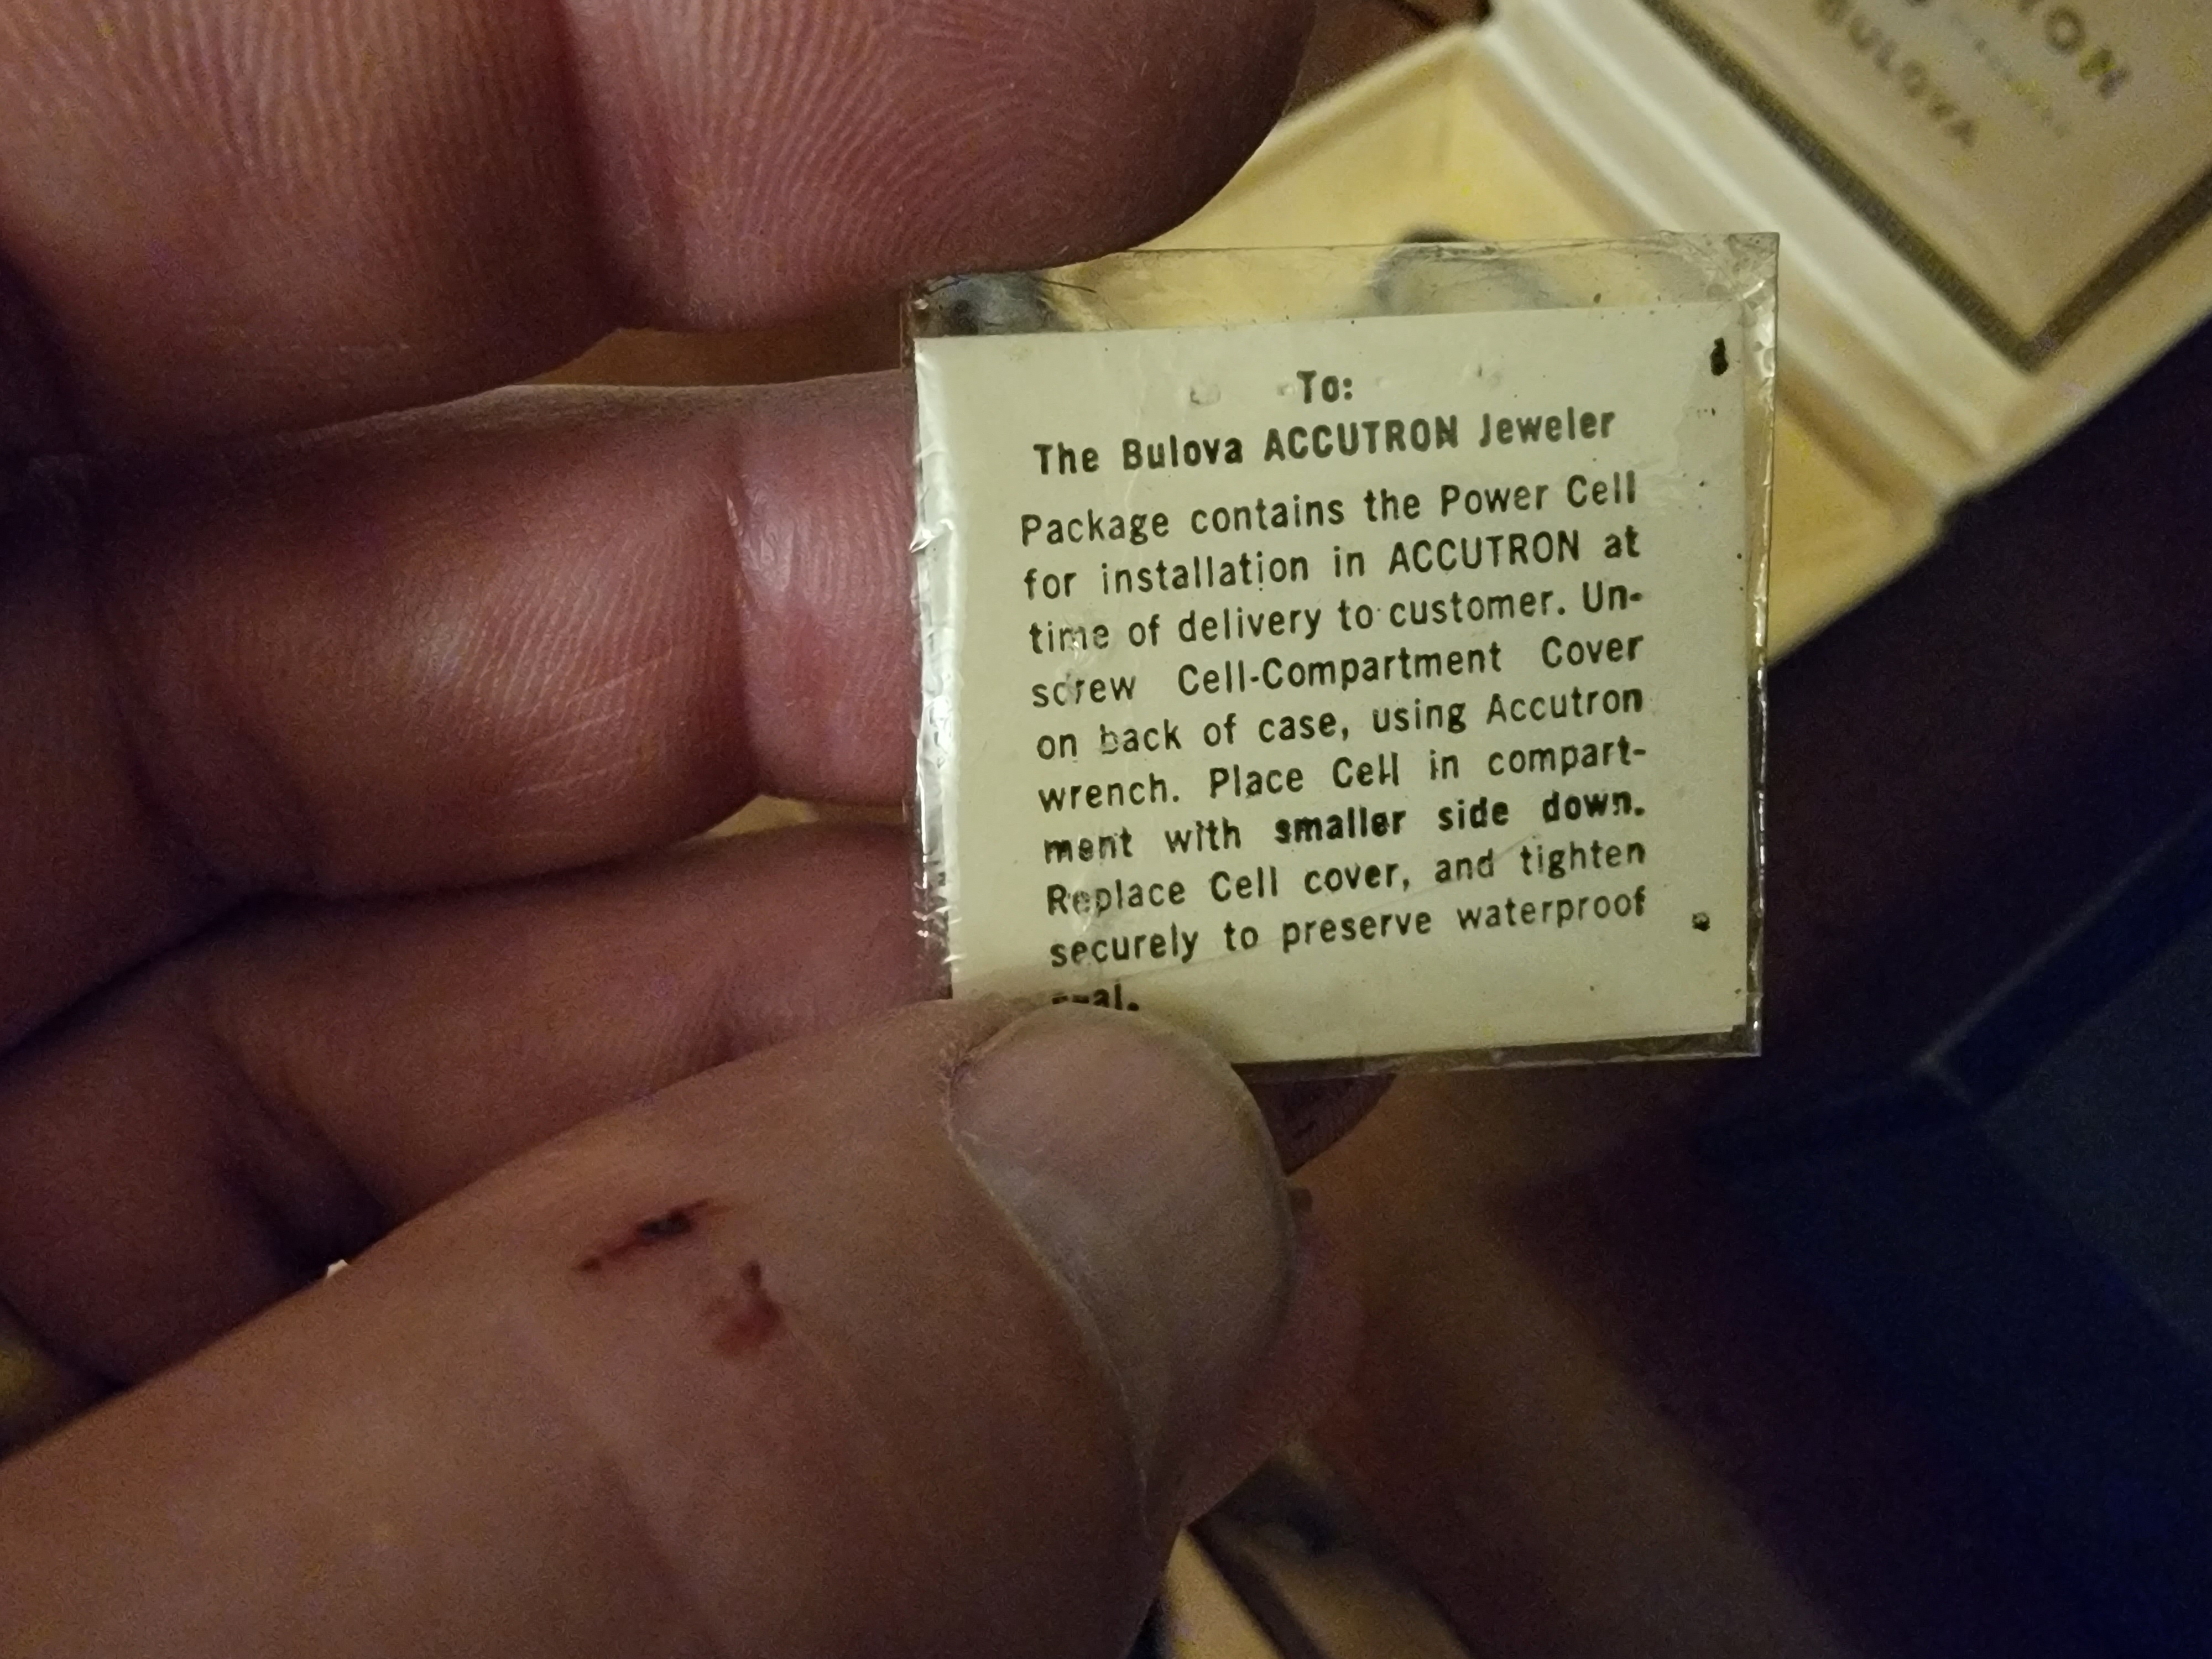 To:
The Bulova ACCUTRON Jeweler
Package contains the Power Cell
for installation in ACCUTRON at
time of delivery to customer. Un-
screw Cell-Compartment Cover
on back of case, using Accutron
wrench. Place Cell in compart-
ment with smaller side down.
Replace Cell cover, and tighten
securely to preserve waterproof
BULOVA